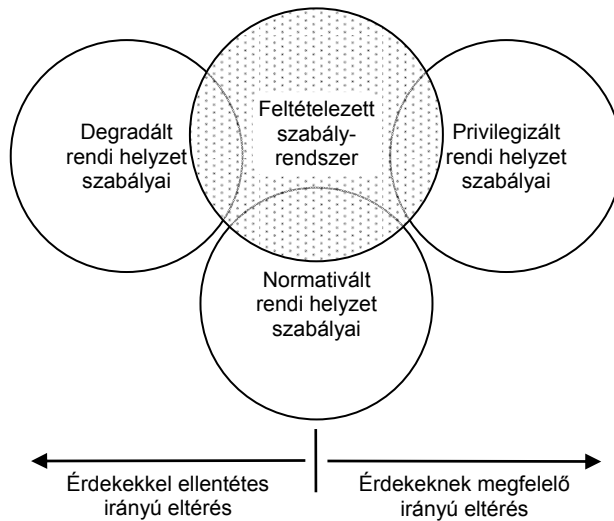 Feltételezett
szabály-
rendszer
Degradált
rendi helyzet
szabályai
Privilegizált
rendi helyzet
szabályai
Normativált
rendi helyzet
szabályai
Érdekekkel ellentétes
irányú eltérés
Érdekeknek megfelelő
irányú eltérés